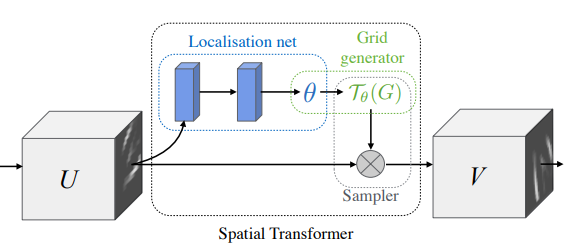 Localisation net
Grid
generator
θ
𝒯θ(G)
U
V
Sampler
Spatial Transformer